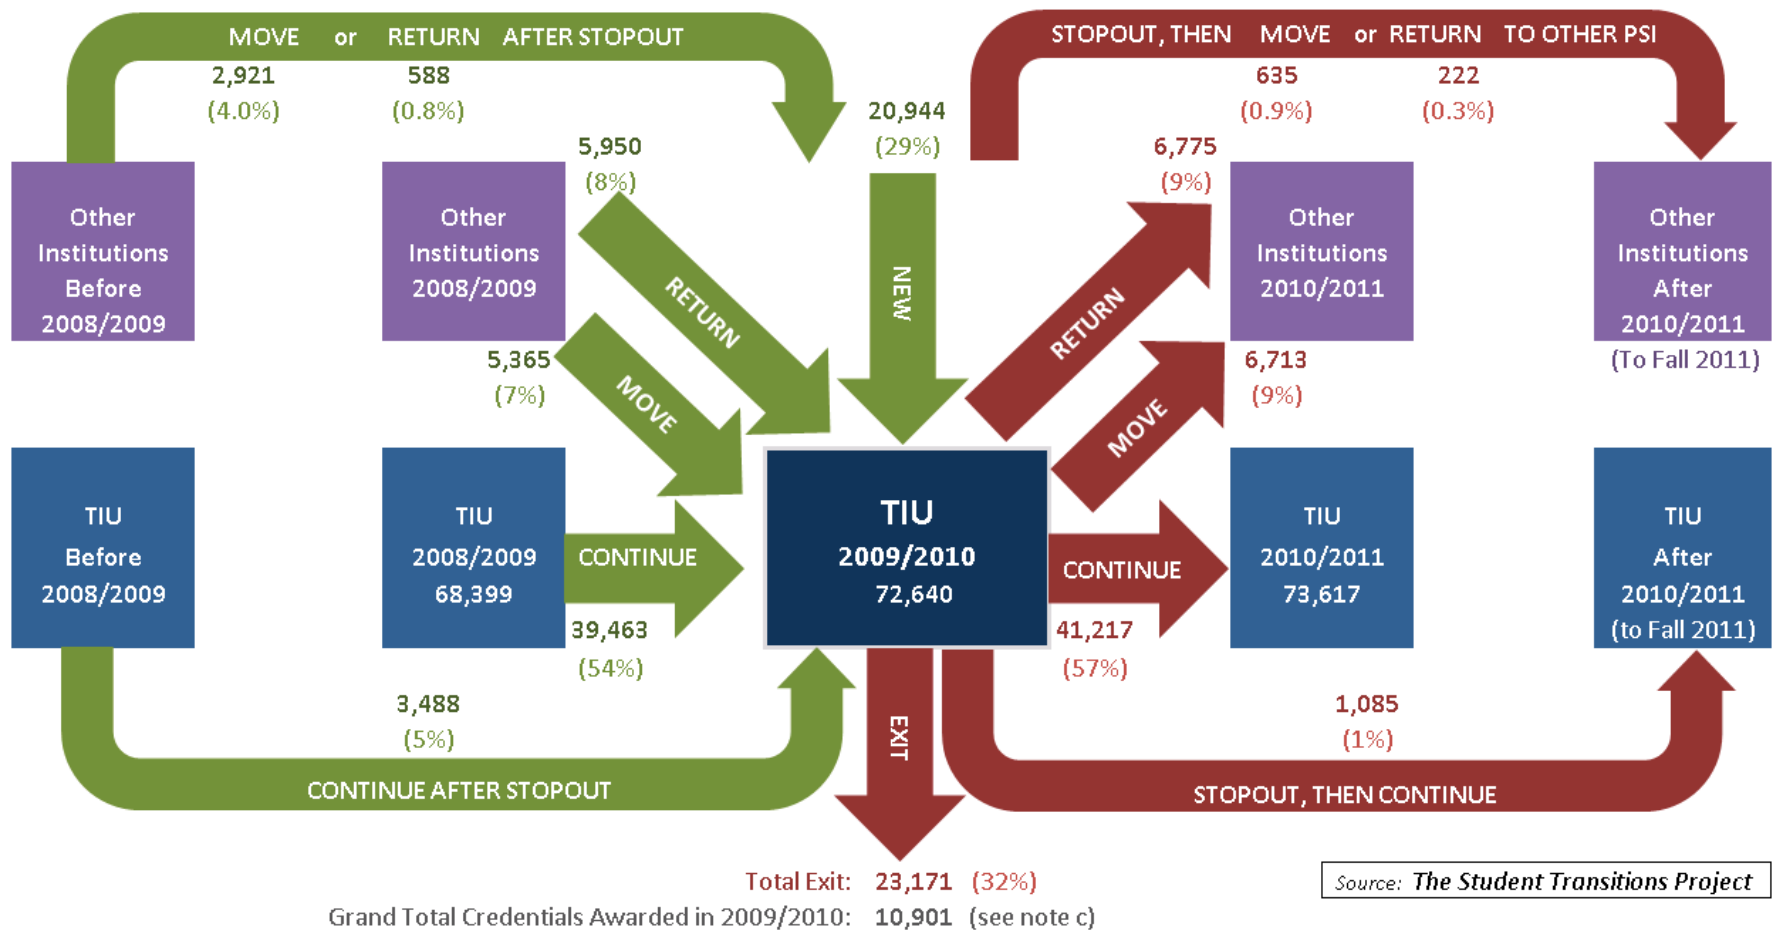 MOVE or RETURN AFTER STOPOUT
2,921 588
(4.0%) (0.8%)
STOPOUT, THEN MOVE or RETURN TO OTHER PSI
635 222
(0.9%) (0.3%)
20,944
(29%)
NEW
5,950
(8%)
RETURN
6,775
(9%)
RETURN
Other
Institutions
Before
2008/2009
Other
Institutions
2008/2009
Other
Institutions
2010/2011
Other
Institutions
After
2010/2011
(To Fall 2011)
5,365
(7%)
MOVE
6,713
(9%)
MOVE
TIU
Before
2008/2009
TIU
2008/2009
68,399
CONTINUE
39,463
(54%)
TIU
2009/2010
72,640
CONTINUE
41,217
(57%)
TIU
2010/2011
73,617
TIU
After
2010/2011
(to Fall 2011)
3,488
(5%)
CONTINUE AFTER STOPOUT
EXIT
1,085
(1%)
STOPOUT, THEN CONTINUE
Total Exit: 23,171 (32%)
Grand Total Credentials Awarded in 2009/2010: 10,901 (see note c)
Source: The Student Transitions Project